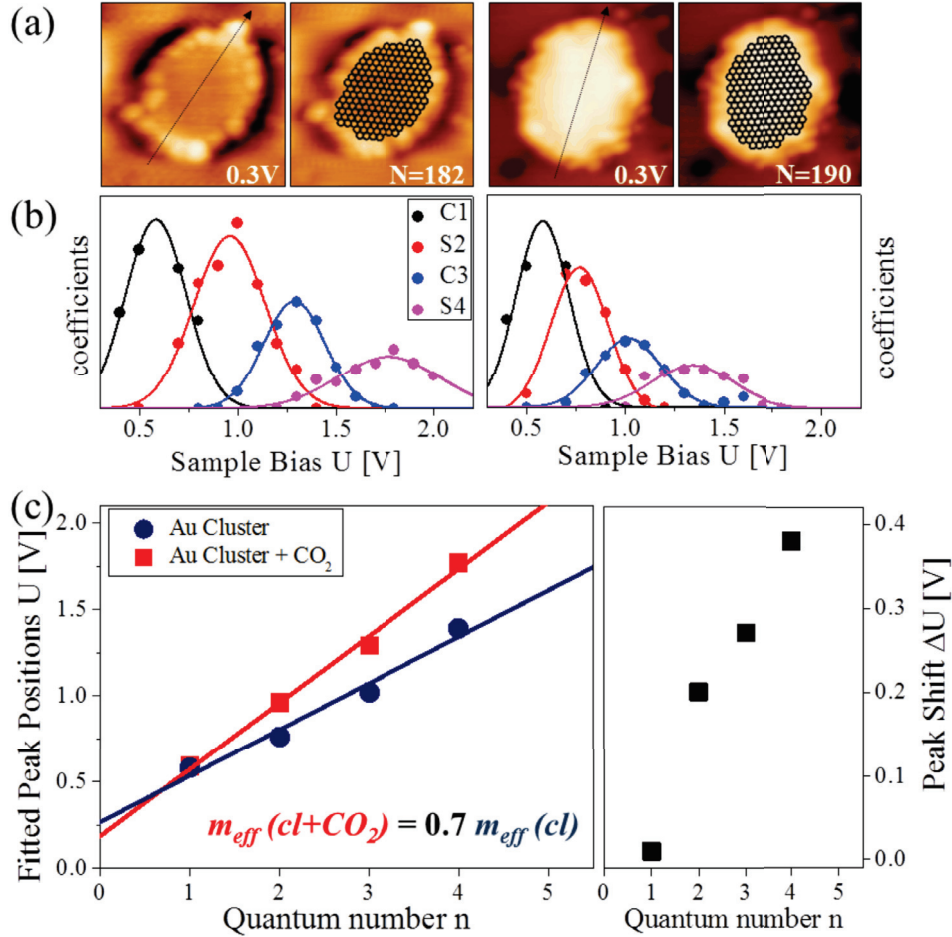 (a)
0.3V
N=182
0.3V
N=190
(b)
coefficients
C1
S2
C3
S4
0.5 1.0 1.5 2.0
Sample Bias U [V]
0.5 1.0 1.5 2.0
Sample Bias U [V]
coefficients
(c)
Fitted Peak Positions U [V]
2.0
1.5
1.0
0.5
0.0
Au Cluster
Au Cluster + CO₂
m_eff (cl+CO₂) = 0.7 m_eff (cl)
0 1 2 3 4 5
Quantum number n
0.4
0.3
0.2
0.1
0.0
Peak Shift ΔU [V]
0 1 2 3 4 5
Quantum number n